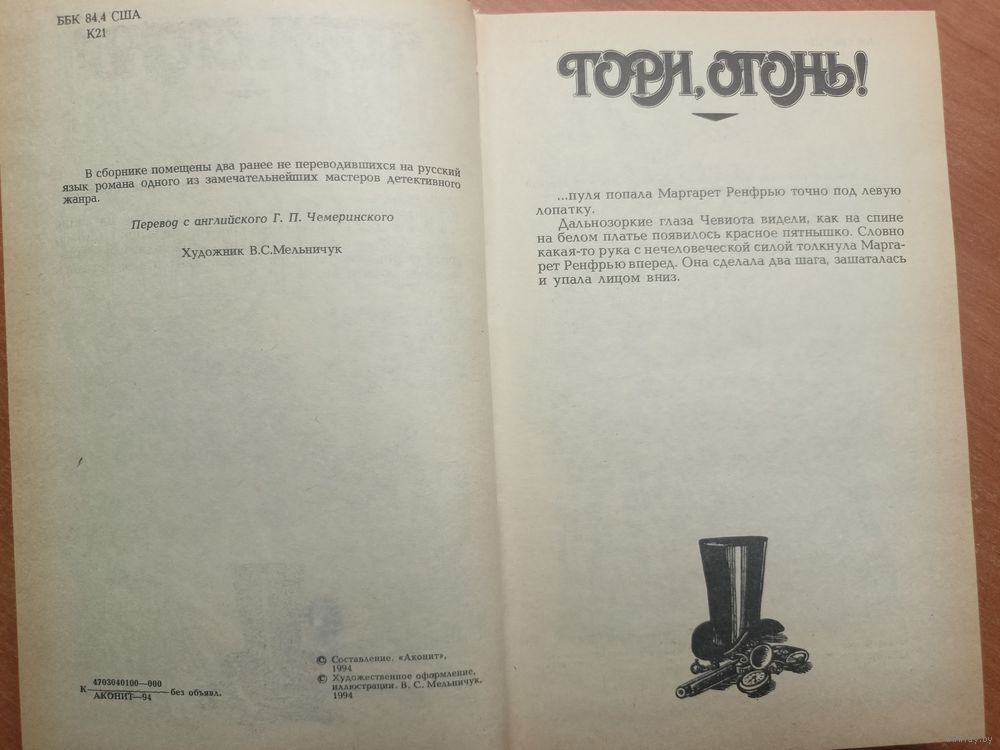 ББК 84.4 США
К21
В сборнике помещены два ранее не переводившихся на русский
язык романа одного из замечательнейших мастеров детективного
жанра.
Перевод с английского Г. П. Чемеринского
Художник В.С.Мельничук
© Составление. «Аконит»,
1994
© Художественное оформление,
иллюстрации. В. С. Мельничук,
1994
4703040100—000
К
без объявл.
АКОНИТ—94
ГОРИ, ОГОНЬ!
...пуля попала Маргарет Ренфрью точно под левую
лопатку.
Дальнозоркие глаза Чевиота видели, как на спине
на белом платье появилось красное пятнышко. Словно
какая-то рука с нечеловеческой силой толкнула Марга-
рет Ренфрью вперед. Она сделала два шага, зашаталась
и упала лицом вниз.